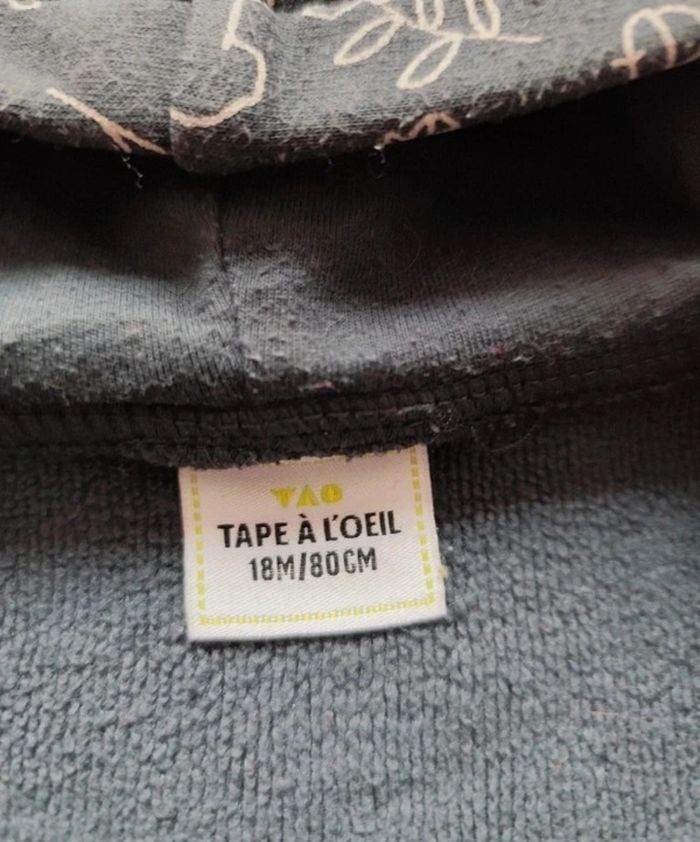 TAO
TAPE À L'OEIL
18M/80CM